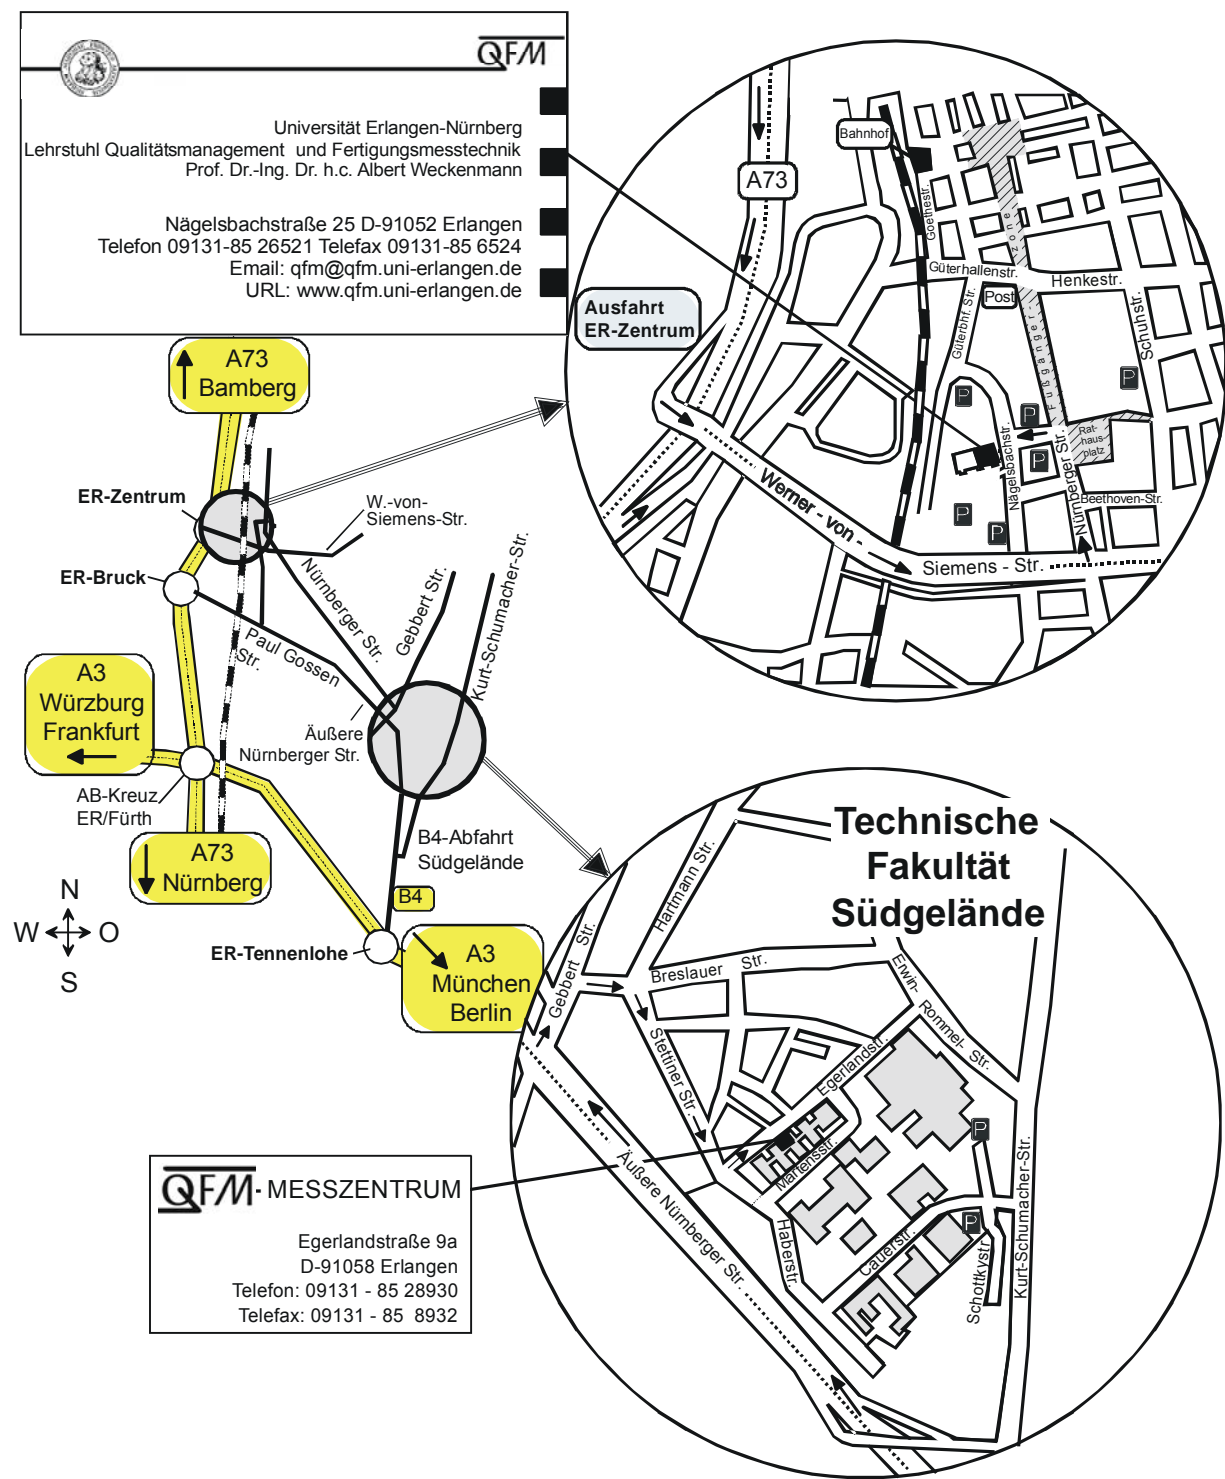 QFM
Universität Erlangen-Nürnberg
Lehrstuhl Qualitätsmanagement und Fertigungsmesstechnik
Prof. Dr.-Ing. Dr. h.c. Albert Weckenmann
Nägelsbachstraße 25 D-91052 Erlangen
Telefon 09131-85 26521 Telefax 09131-85 6524
Email: qfm@qfm.uni-erlangen.de
URL: www.qfm.uni-erlangen.de
Bahnhof
A73
Goethestr.
Fußgänger-
zone
Güterhallenstr.
Henkestr.
Post
Güterbhf. Str.
Schuhstr.
Ausfahrt
ER-Zentrum
P
P
P
P
P
P
Rat-
haus-
platz
Nägelsbachstr.
Nürnberger Str.
Beethoven-Str.
Werner - von -
Siemens - Str.
A73
Bamberg
ER-Zentrum
W.-von-
Siemens-Str.
ER-Bruck
Nürnberger Str.
Gebbert Str.
Kurt-Schumacher-Str.
Paul Gossen
Str.
A3
Würzburg
Frankfurt
Äußere
Nürnberger Str.
AB-Kreuz
ER/Fürth
A73
Nürnberg
B4-Abfahrt
Südgelände
B4
N
W
O
S
ER-Tennenlohe
A3
München
Berlin
Technische
Fakultät
Südgelände
Hartmann Str.
Gebbert Str.
Breslauer Str.
Erwin-
Rommel- Str.
Stettiner Str.
Egerlandstr.
Martensstr.
P
Äußere Nürnberger Str.
Haberstr.
Cauerstr.
P
Schottkystr
Kurt-Schumacher-Str.
QFM - MESSZENTRUM
Egerlandstraße 9a
D-91058 Erlangen
Telefon: 09131 - 85 28930
Telefax: 09131 - 85 8932